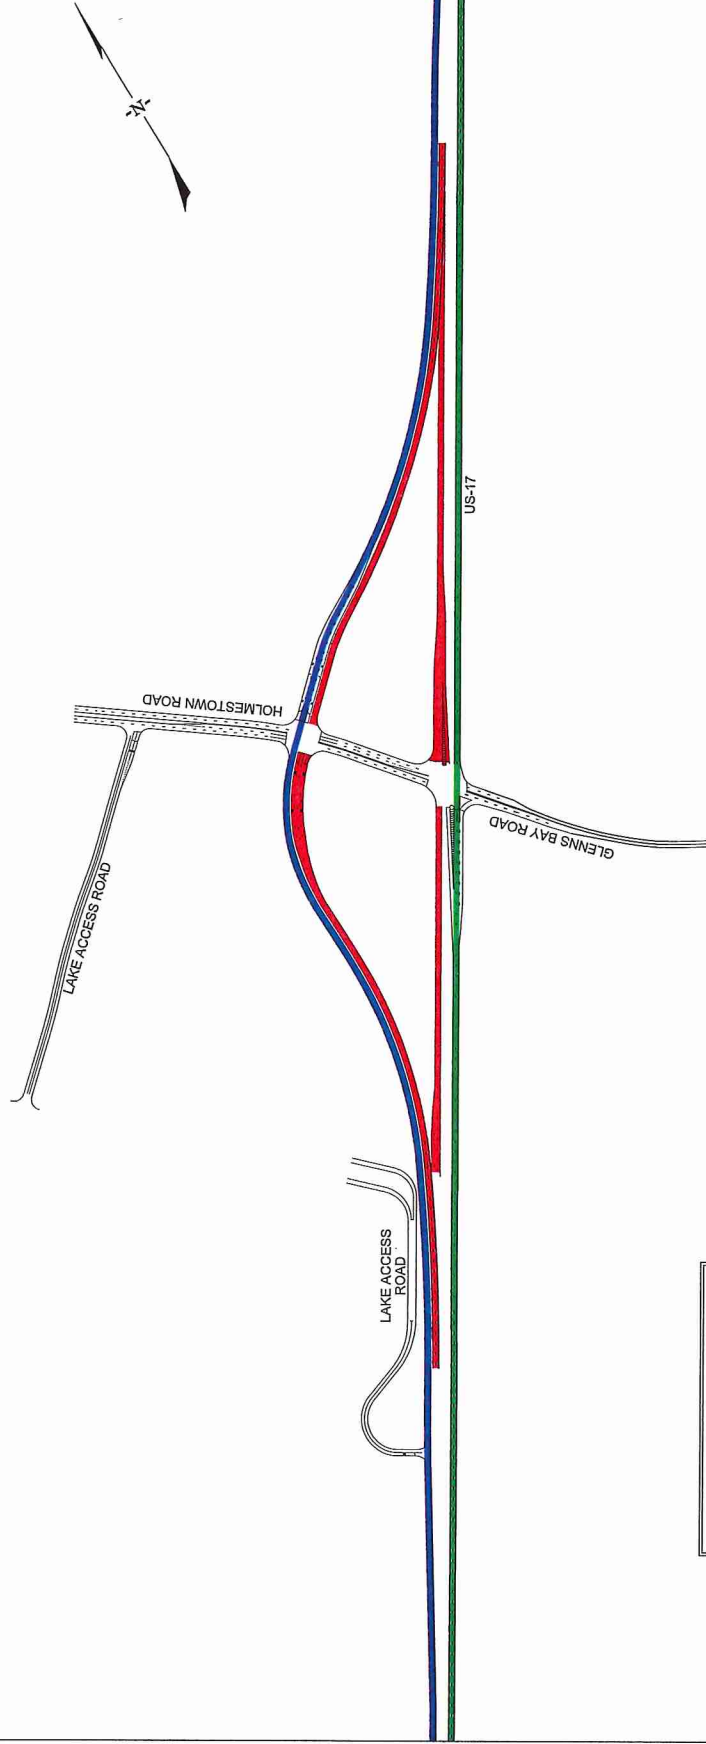 -N-
US-17
HOLMESTOWN ROAD
GLENNS BAY ROAD
LAKE ACCESS ROAD
LAKE ACCESS
ROAD